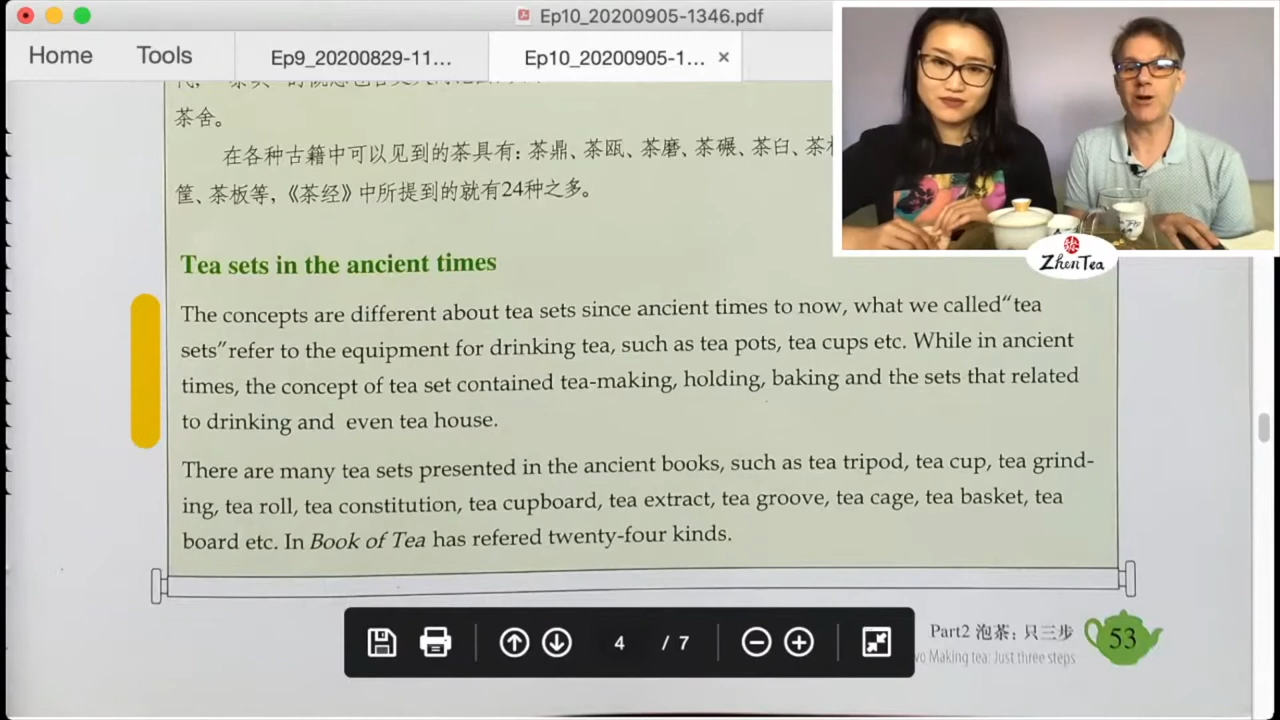 Ep10_20200905-1346.pdf
Home
Tools
Ep9_20200829-11...
Ep10_20200905-1...
茶舍。
在各种古籍中可以见到的茶具有：茶鼎、茶瓯、茶磨、茶碾、茶臼、
筐、茶板等，《茶经》中所提到的就有24种之多。
ZhenTea
Tea sets in the ancient times
The concepts are different about tea sets since ancient times to now, what we called“tea
sets”refer to the equipment for drinking tea, such as tea pots, tea cups etc. While in ancient
times, the concept of tea set contained tea-making, holding, baking and the sets that related
to drinking and even tea house.
There are many tea sets presented in the ancient books, such as tea tripod, tea cup, tea grind-
ing, tea roll, tea constitution, tea cupboard, tea extract, tea groove, tea cage, tea basket, tea
board etc. In Book of Tea has refered twenty-four kinds.
4 / 7
Part2 泡茶：只三步
Making tea: Just three steps
53